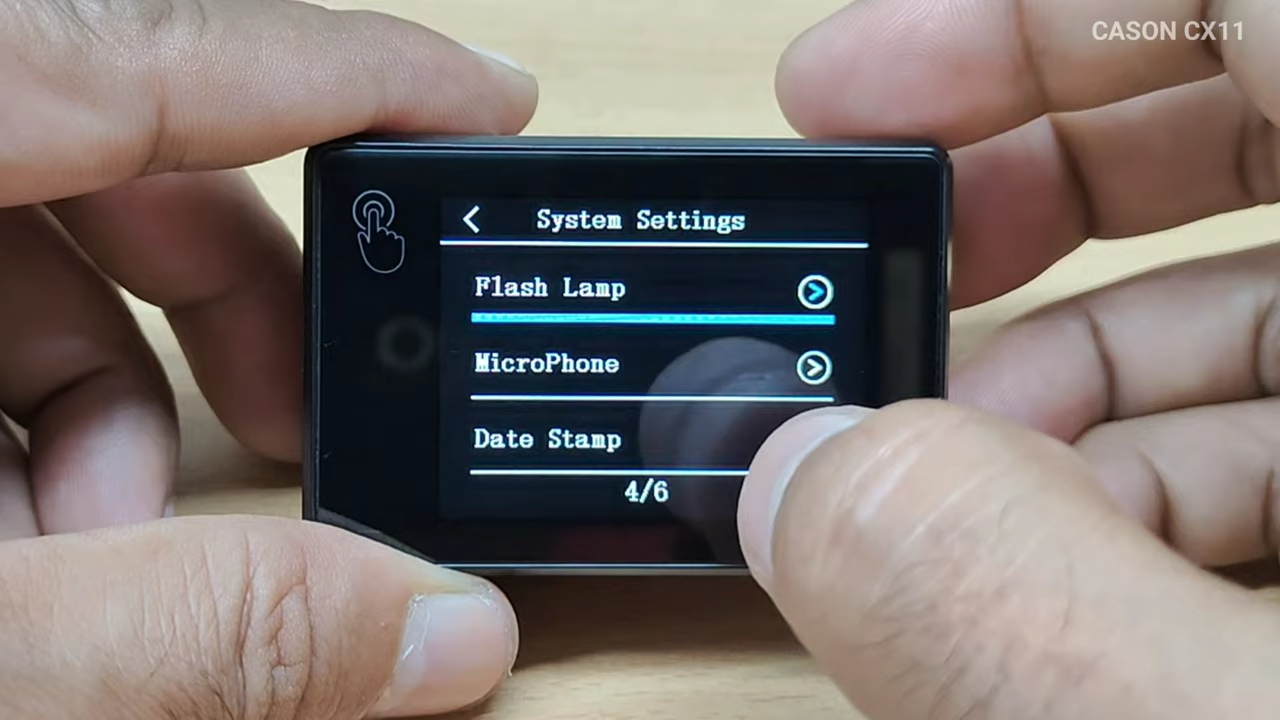 CASON CX11
System Settings
Flash Lamp
MicroPhone
Date Stamp
4/6